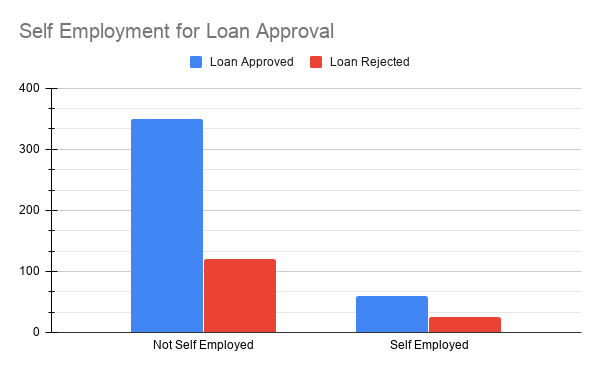 Self Employment for Loan Approval
Loan Approved Loan Rejected
400
300
200
100
0
Not Self Employed Self Employed